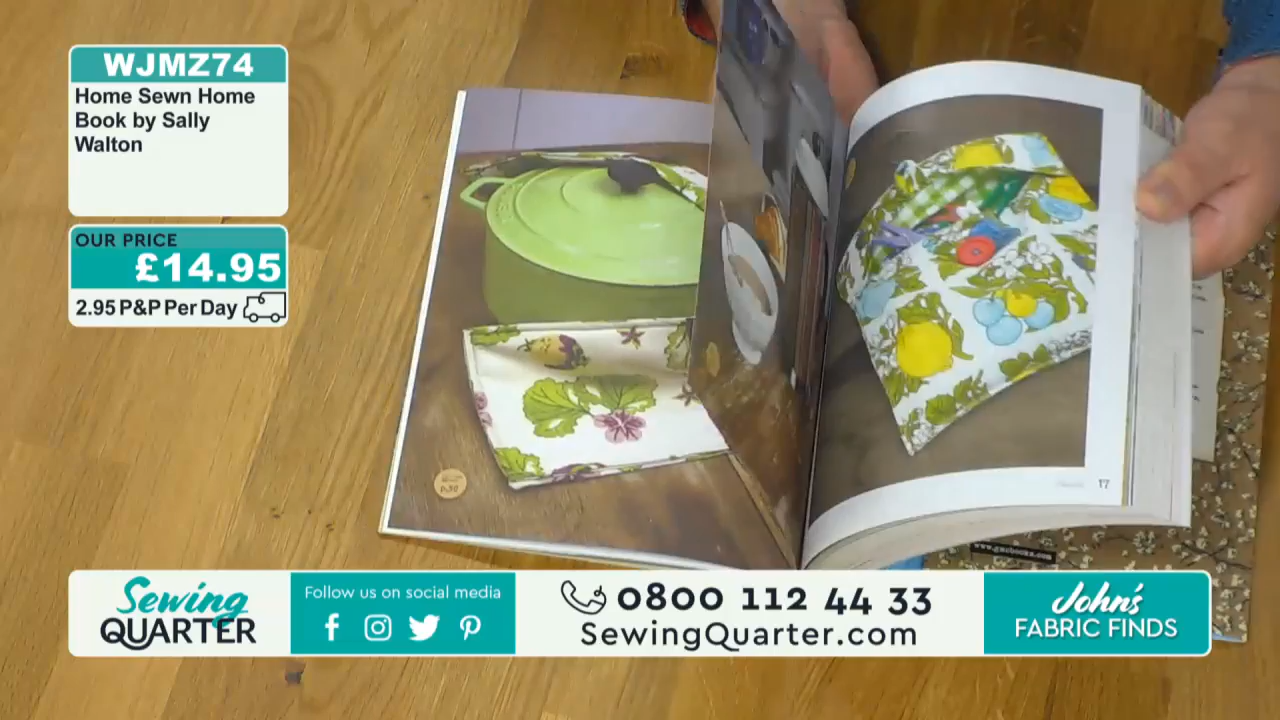 WJMZ74
Home Sewn Home
Book by Sally
Walton
OUR PRICE
£14.95
2.95 P&P Per Day
17
Sewing
QUARTER
Follow us on social media
0800 112 44 33
SewingQuarter.com
John's
FABRIC FINDS